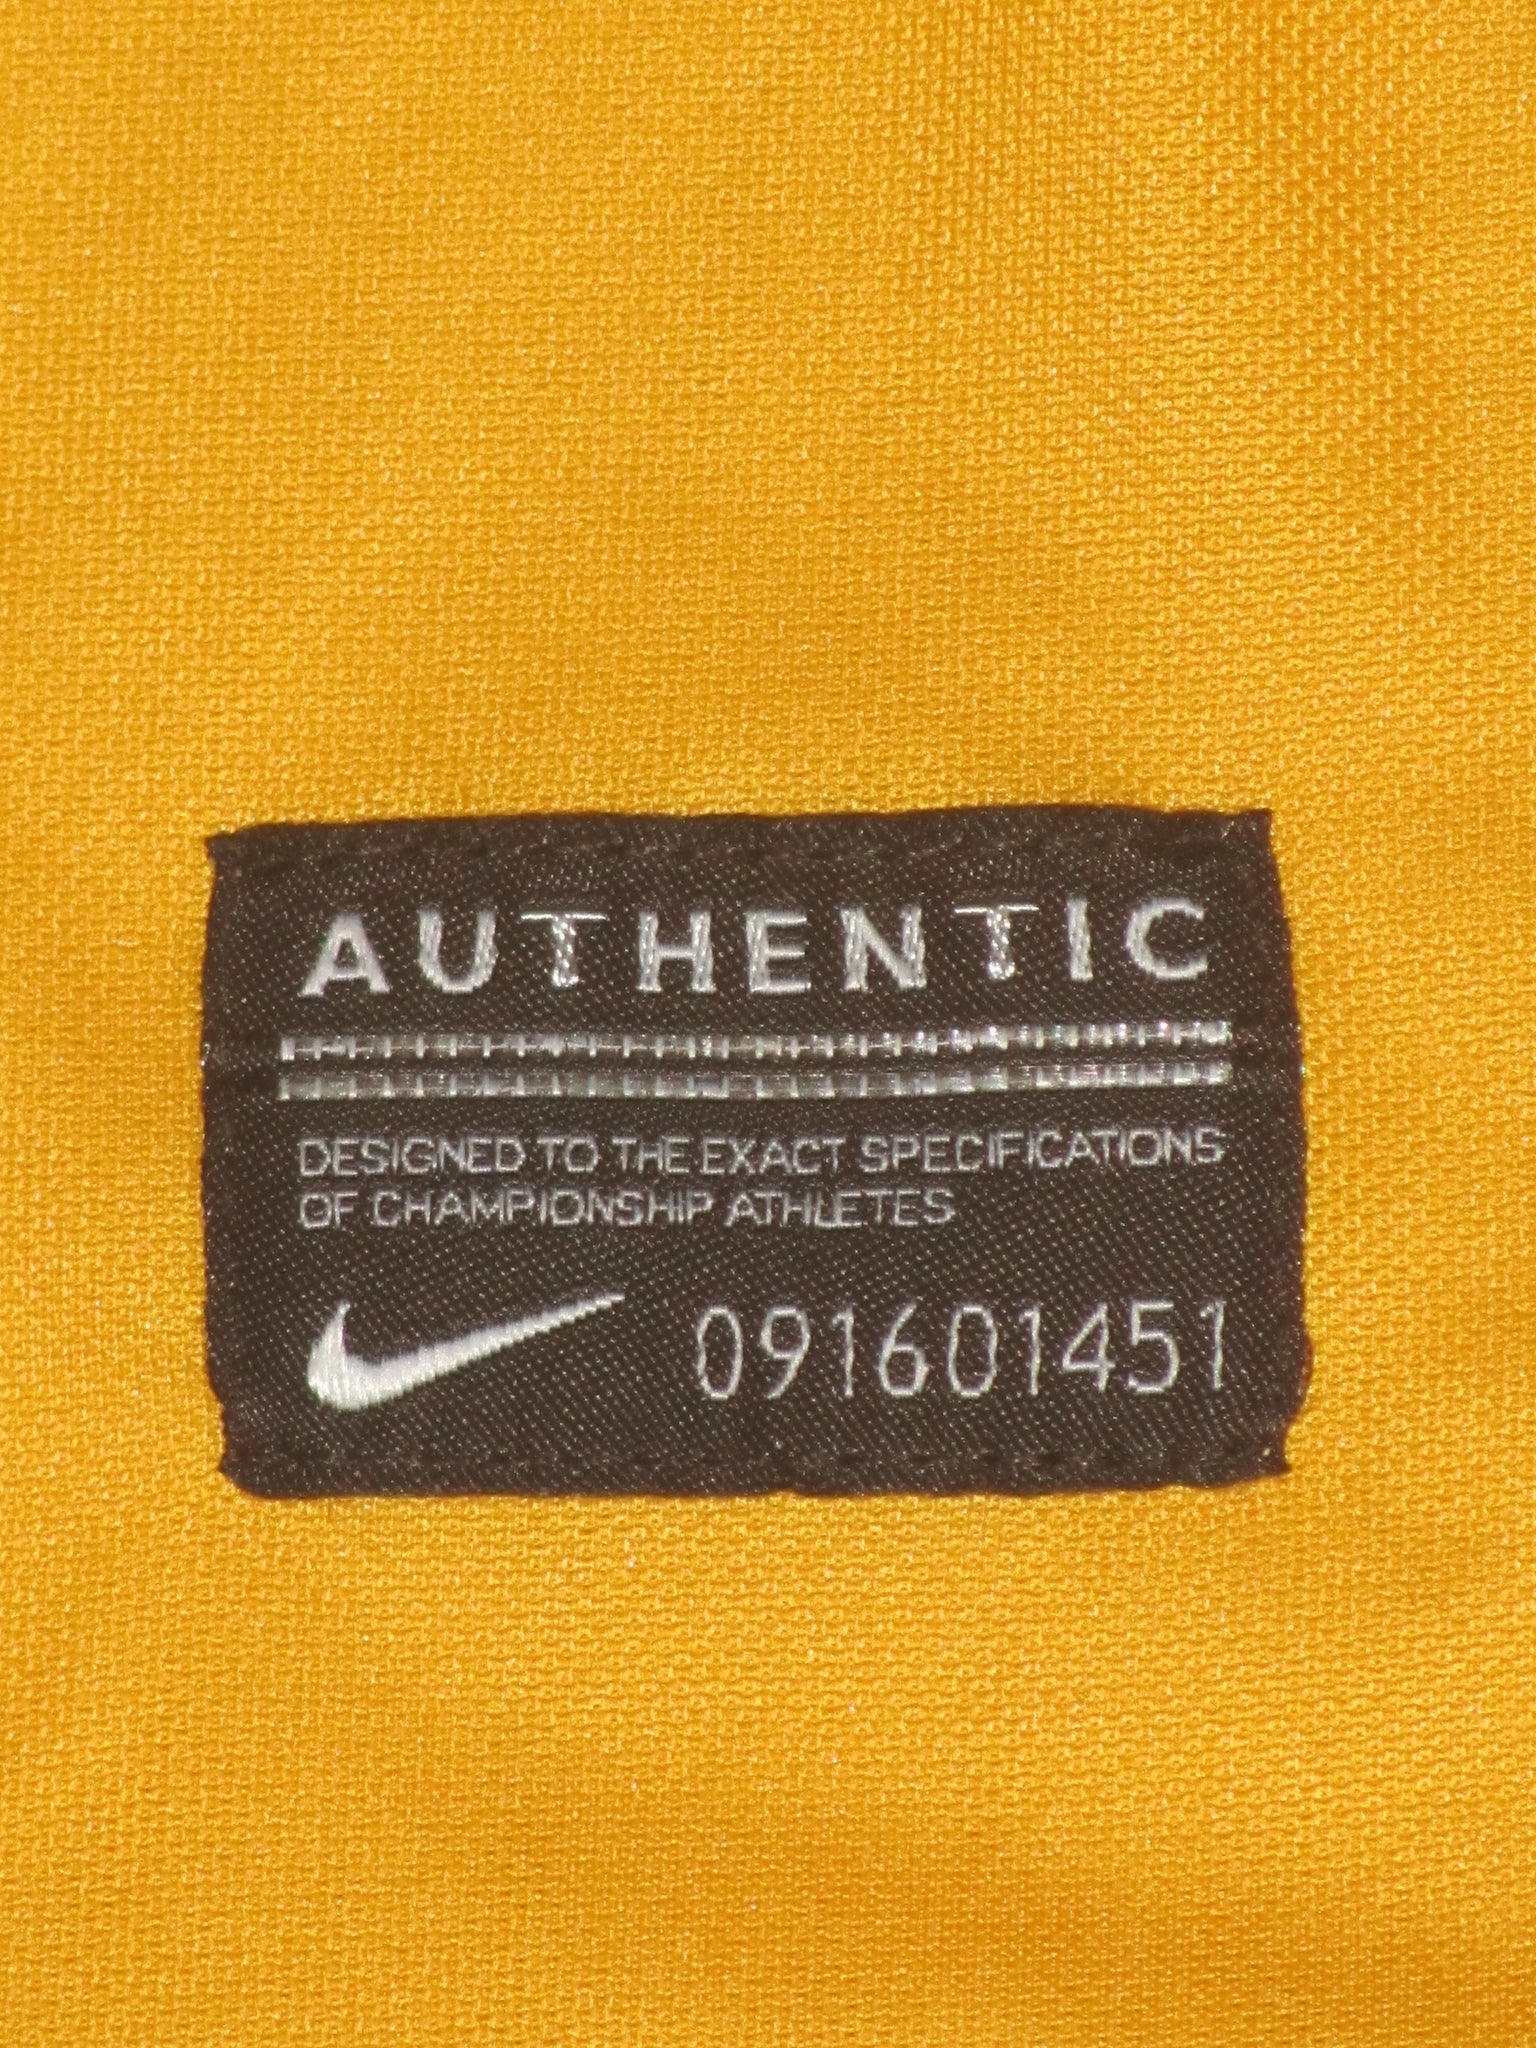 AUTHENTIC
DESIGNED TO THE EXACT SPECIFICATIONS
OF CHAMPIONSHIP ATHLETES
091601451